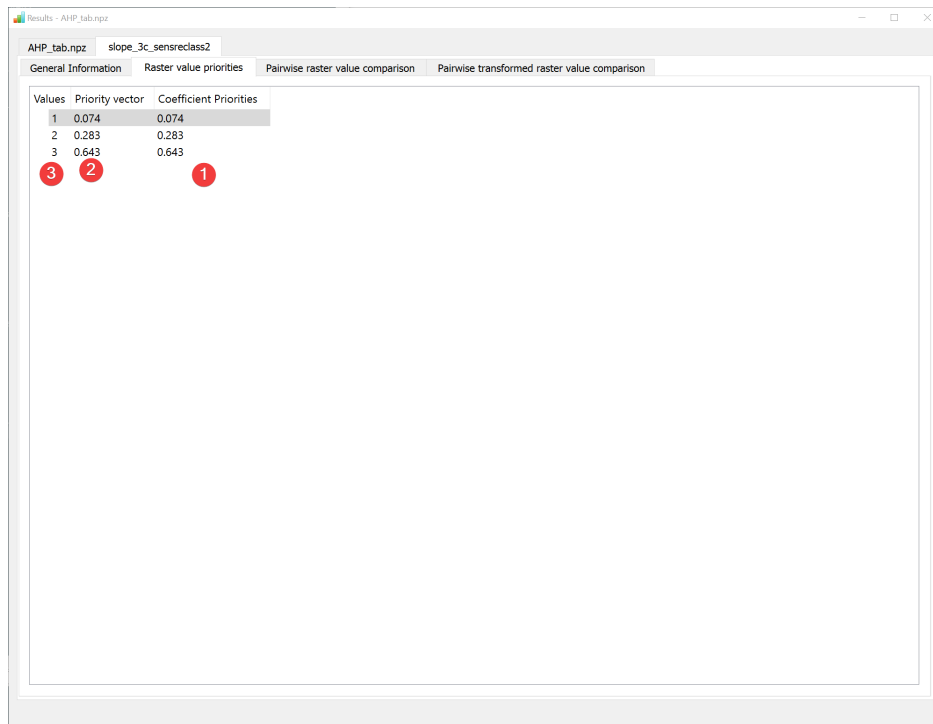 Results - AHP_tab.npz
AHP_tab.npz slope_3c_sensreclass2
General Information Raster value priorities Pairwise raster value comparison Pairwise transformed raster value comparison
Values Priority vector Coefficient Priorities
1 0.074 0.074
2 0.283 0.283
3 0.643 0.643
3 2 1